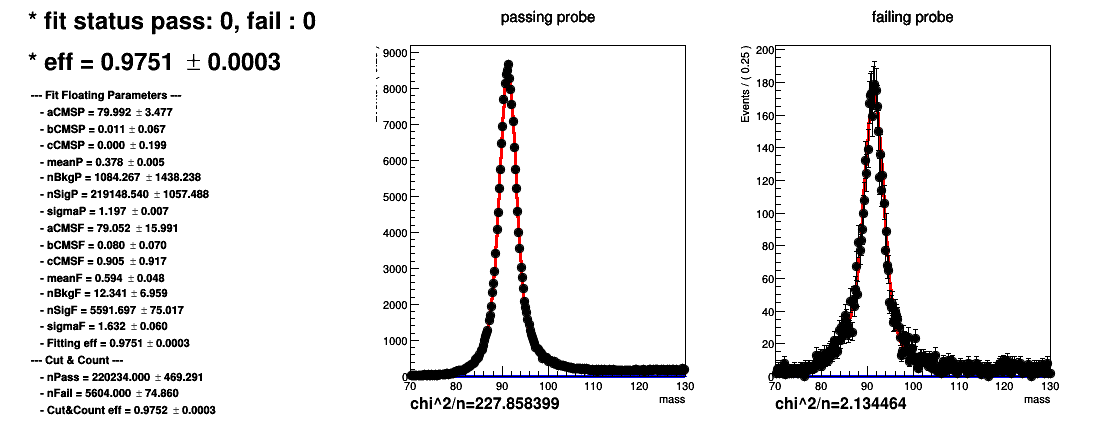 * fit status pass: 0, fail : 0
* eff = 0.9751 ± 0.0003
--- Fit Floating Parameters ---
- aCMSP = 79.992 ± 3.477
- bCMSP = 0.011 ± 0.067
- cCMSP = 0.000 ± 0.199
- meanP = 0.378 ± 0.005
- nBkgP = 1084.267 ± 1438.238
- nSigP = 219148.540 ± 1057.488
- sigmaP = 1.197 ± 0.007
- aCMSF = 79.052 ± 15.991
- bCMSF = 0.080 ± 0.070
- cCMSF = 0.905 ± 0.917
- meanF = 0.594 ± 0.048
- nBkgF = 12.341 ± 6.959
- nSigF = 5591.697 ± 75.017
- sigmaF = 1.632 ± 0.060
- Fitting eff = 0.9751 ± 0.0003
--- Cut & Count ---
- nPass = 220234.000 ± 469.291
- nFail = 5604.000 ± 74.860
- Cut&Count eff = 0.9752 ± 0.0003
passing probe
9000
8000
7000
6000
5000
4000
3000
2000
1000
0
70 80 90 100 110 120 130
mass
chi^2/n=227.858399
failing probe
Events / ( 0.25 )
200
180
160
140
120
100
80
60
40
20
0
70 80 90 100 110 120 130
mass
chi^2/n=2.134464